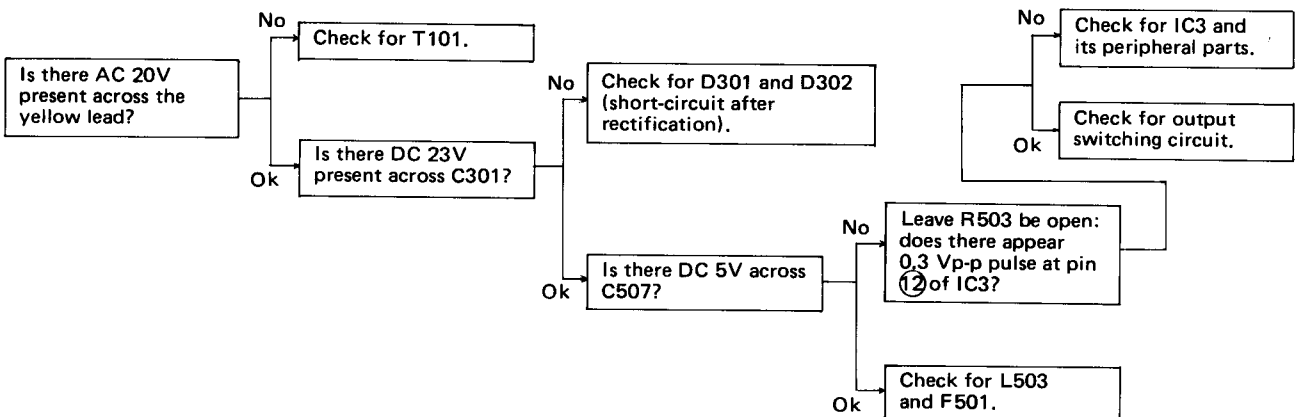 Is there AC 20V
present across the
yellow lead?
No
Check for T101.
Ok
Is there DC 23V
present across C301?
No
Check for D301 and D302
(short-circuit after
rectification).
Ok
Is there DC 5V across
C507?
No
Leave R503 be open:
does there appear
0.3 Vp-p pulse at pin
⑫ of IC3?
No
Check for IC3 and
its peripheral parts.
Ok
Check for output
switching circuit.
Ok
Check for L503
and F501.